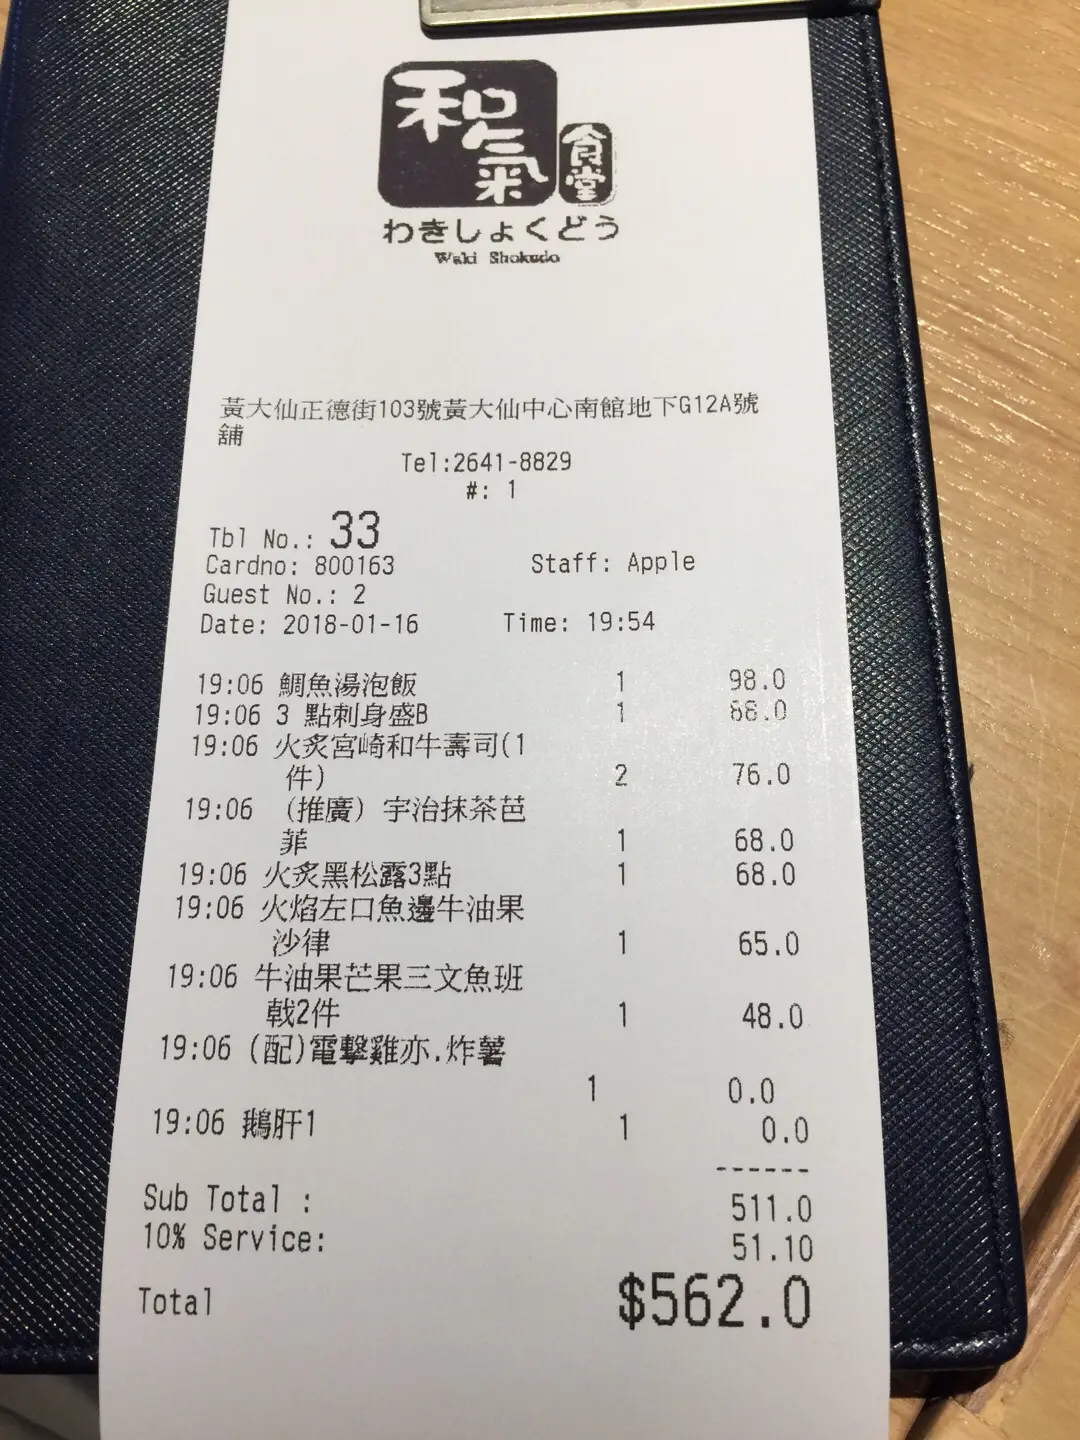 和氣
食堂
わきしょくどう
Waki Shokudo
黃大仙正德街103號黃大仙中心南館地下G12A號
舖
Tel:2641-8829
#: 1
Tbl No.: 33
Cardno: 800163 Staff: Apple
Guest No.: 2
Date: 2018-01-16 Time: 19:54
19:06 鯛魚湯泡飯 1 98.0
19:06 3 點刺身盛B 1 88.0
19:06 火炙宮崎和牛壽司(1
件) 2 76.0
19:06 (推廣) 宇治抹茶芭
菲 1 68.0
19:06 火炙黑松露3點 1 68.0
19:06 火焰左口魚邊牛油果
沙律 1 65.0
19:06 牛油果芒果三文魚班
戟2件 1 48.0
19:06 (配)電擊雞亦.炸薯
1 0.0
19:06 鵝肝1 1 0.0
------
Sub Total : 511.0
10% Service: 51.10
Total $562.0